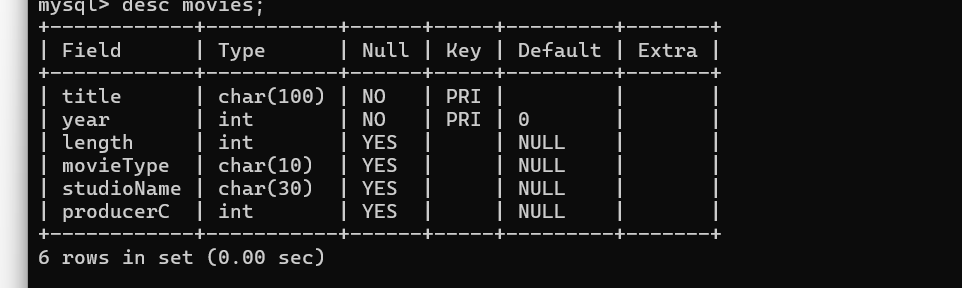 mysql> desc movies;
+-------------+-----------+------+-----+---------+-------+
| Field       | Type      | Null | Key | Default | Extra |
+-------------+-----------+------+-----+---------+-------+
| title       | char(100) | NO   | PRI |         |       |
| year        | int       | NO   | PRI | 0       |       |
| length      | int       | YES  |     | NULL    |       |
| movieType   | char(10)  | YES  |     | NULL    |       |
| studioName  | char(30)  | YES  |     | NULL    |       |
| producerC   | int       | YES  |     | NULL    |       |
+-------------+-----------+------+-----+---------+-------+
6 rows in set (0.00 sec)